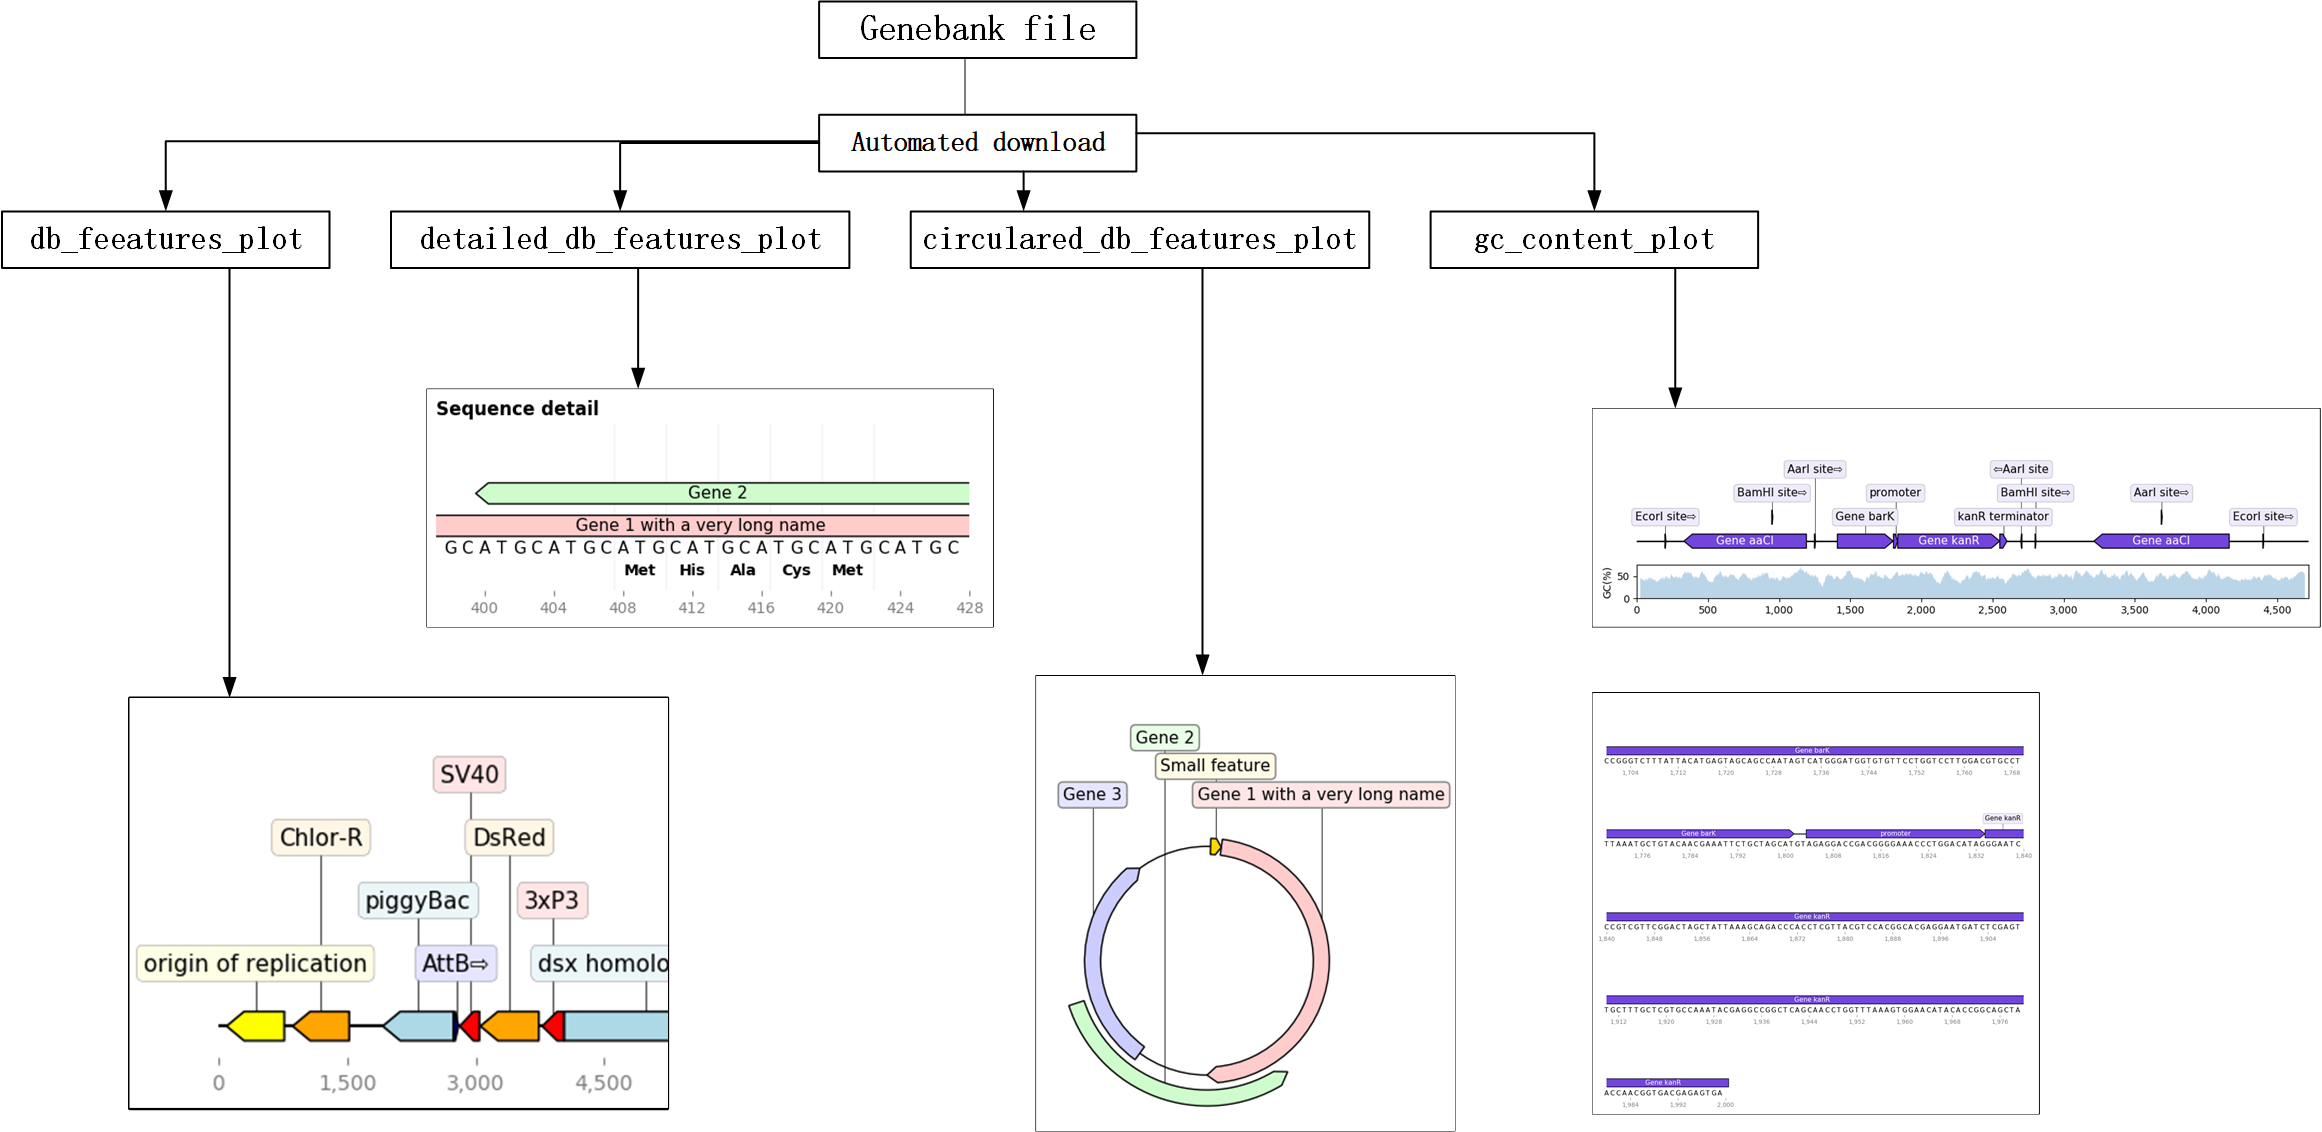 Genebank file
Automated download
db_feeatures_plot
detailed_db_features_plot
circulared_db_features_plot
gc_content_plot
Sequence detail
Gene 2
Gene 1 with a very long name
G C A T G C A T G C A T G C A T G C A T G C A T G C A T G C
Met His Ala Cys Met
400 404 408 412 416 420 424 428
AarI site⇨ ⇦AarI site
BamHI site⇨ promoter BamHI site⇨ AarI site⇨
EcorI site⇨ Gene barK kanR terminator EcorI site⇨
Gene aaCI Gene kanR Gene aaCI
GC(%)
50
0
0 500 1,000 1,500 2,000 2,500 3,000 3,500 4,000 4,500
SV40
Chlor-R DsRed
piggyBac 3xP3
origin of replication AttB⇨ dsx homolo
0 1,500 3,000 4,500
Gene 2
Small feature
Gene 3 Gene 1 with a very long name
Gene barK
CCGGGTCTTTATTACATGAGTAGCAGCCAATAGTCATGGGATGGTGTGTTCCTGGTCCTTGGACGTGCCT
1,704 1,712 1,720 1,728 1,736 1,744 1,752 1,760 1,768
Gene kanR
Gene barK promoter
TTAAATGCTGTACAACGAAATTCTGCTAGCATGTAGAGGACCGACGGGGAAACCCTGGACATAGGGAATC
1,776 1,784 1,792 1,800 1,808 1,816 1,824 1,832 1,840
Gene kanR
CCGTCGTTCGGACTAGCTATTAAAGCAGACCCACCTCGTTACGTCCACGGCACGAGGAATGATCTCGAGT
1,840 1,848 1,856 1,864 1,872 1,880 1,888 1,896 1,904
Gene kanR
TGCTTTGCTCGTGCCAAATACGAGGCCGGCTCAGCAACCTGGTTTAAAGTGGAACATACACCGGCAGCTA
1,912 1,920 1,928 1,936 1,944 1,952 1,960 1,968 1,976
Gene kanR
ACCAACGGTGACGAGAGTGA
1,984 1,992 2,000